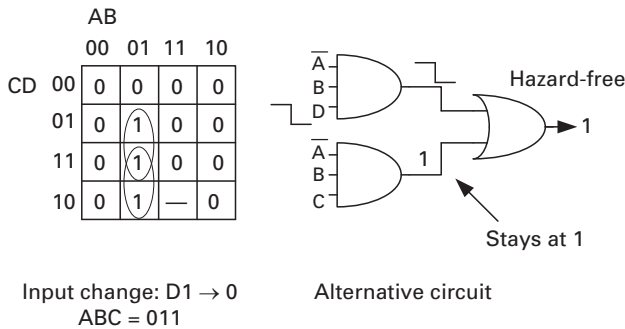 AB
00 01 11 10
CD 00 0 0 0 0
01 0 1 0 0
11 0 1 0 0
10 0 1 — 0
A̅
B
D
A̅
B
C
1
Hazard-free
1
Stays at 1
Input change: D1 → 0
ABC = 011
Alternative circuit